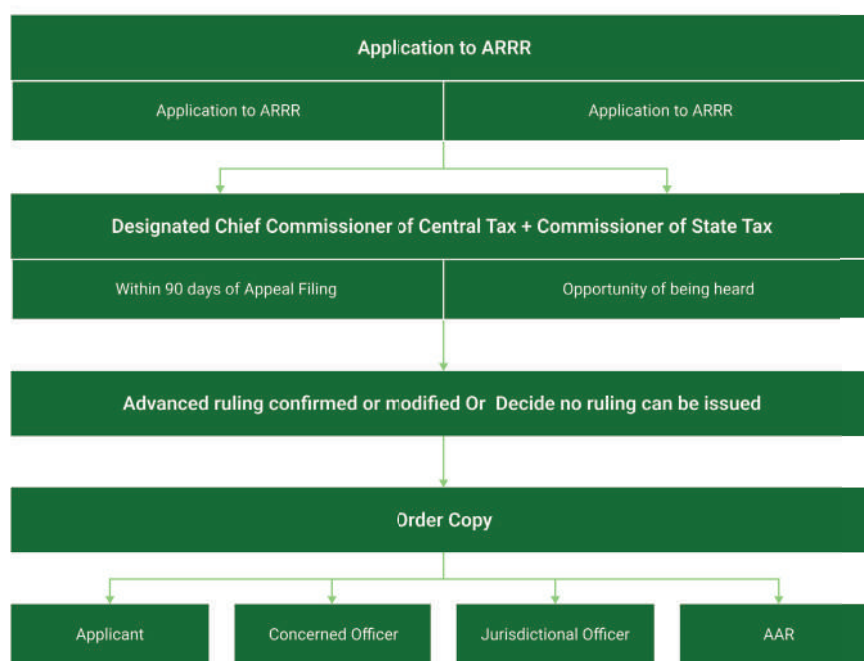 Application to ARRR
Application to ARRR
Application to ARRR
Designated Chief Commissioner of Central Tax + Commissioner of State Tax
Within 90 days of Appeal Filing
Opportunity of being heard
Advanced ruling confirmed or modified Or Decide no ruling can be issued
Order Copy
Applicant
Concerned Officer
Jurisdictional Officer
AAR